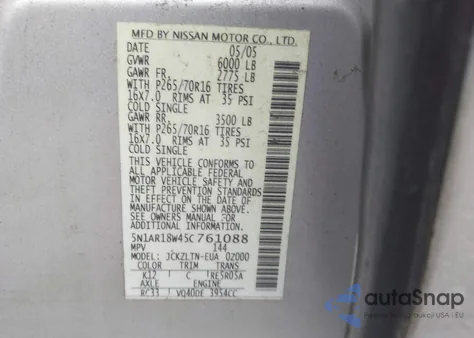 MFD BY NISSAN MOTOR CO., LTD.
DATE 05/05
GVWR 6000 LB
GAWR FR. 2775 LB
WITH P265/70R16 TIRES
16X7.0 RIMS AT 35 PSI
COLD SINGLE
GAWR RR. 3500 LB
WITH P265/70R16 TIRES
16X7.0 RIMS AT 35 PSI
COLD SINGLE
THIS VEHICLE CONFORMS TO
ALL APPLICABLE FEDERAL
MOTOR VEHICLE SAFETY AND
THEFT PREVENTION STANDARDS
IN EFFECT ON THE DATE OF
MANUFACTURE SHOWN ABOVE.
SEE OWNERS MANUAL FOR
ADDITIONAL INFORMATION.
5N1AR18W45C761088
MPV 144
MODEL: JCKZLTN-EUA 02000
COLOR TRIM TRANS
K12 C RE5R05A
AXLE ENGINE
RC33 VQ40DE 3954CC
autoSnap
aukcji USA i EU